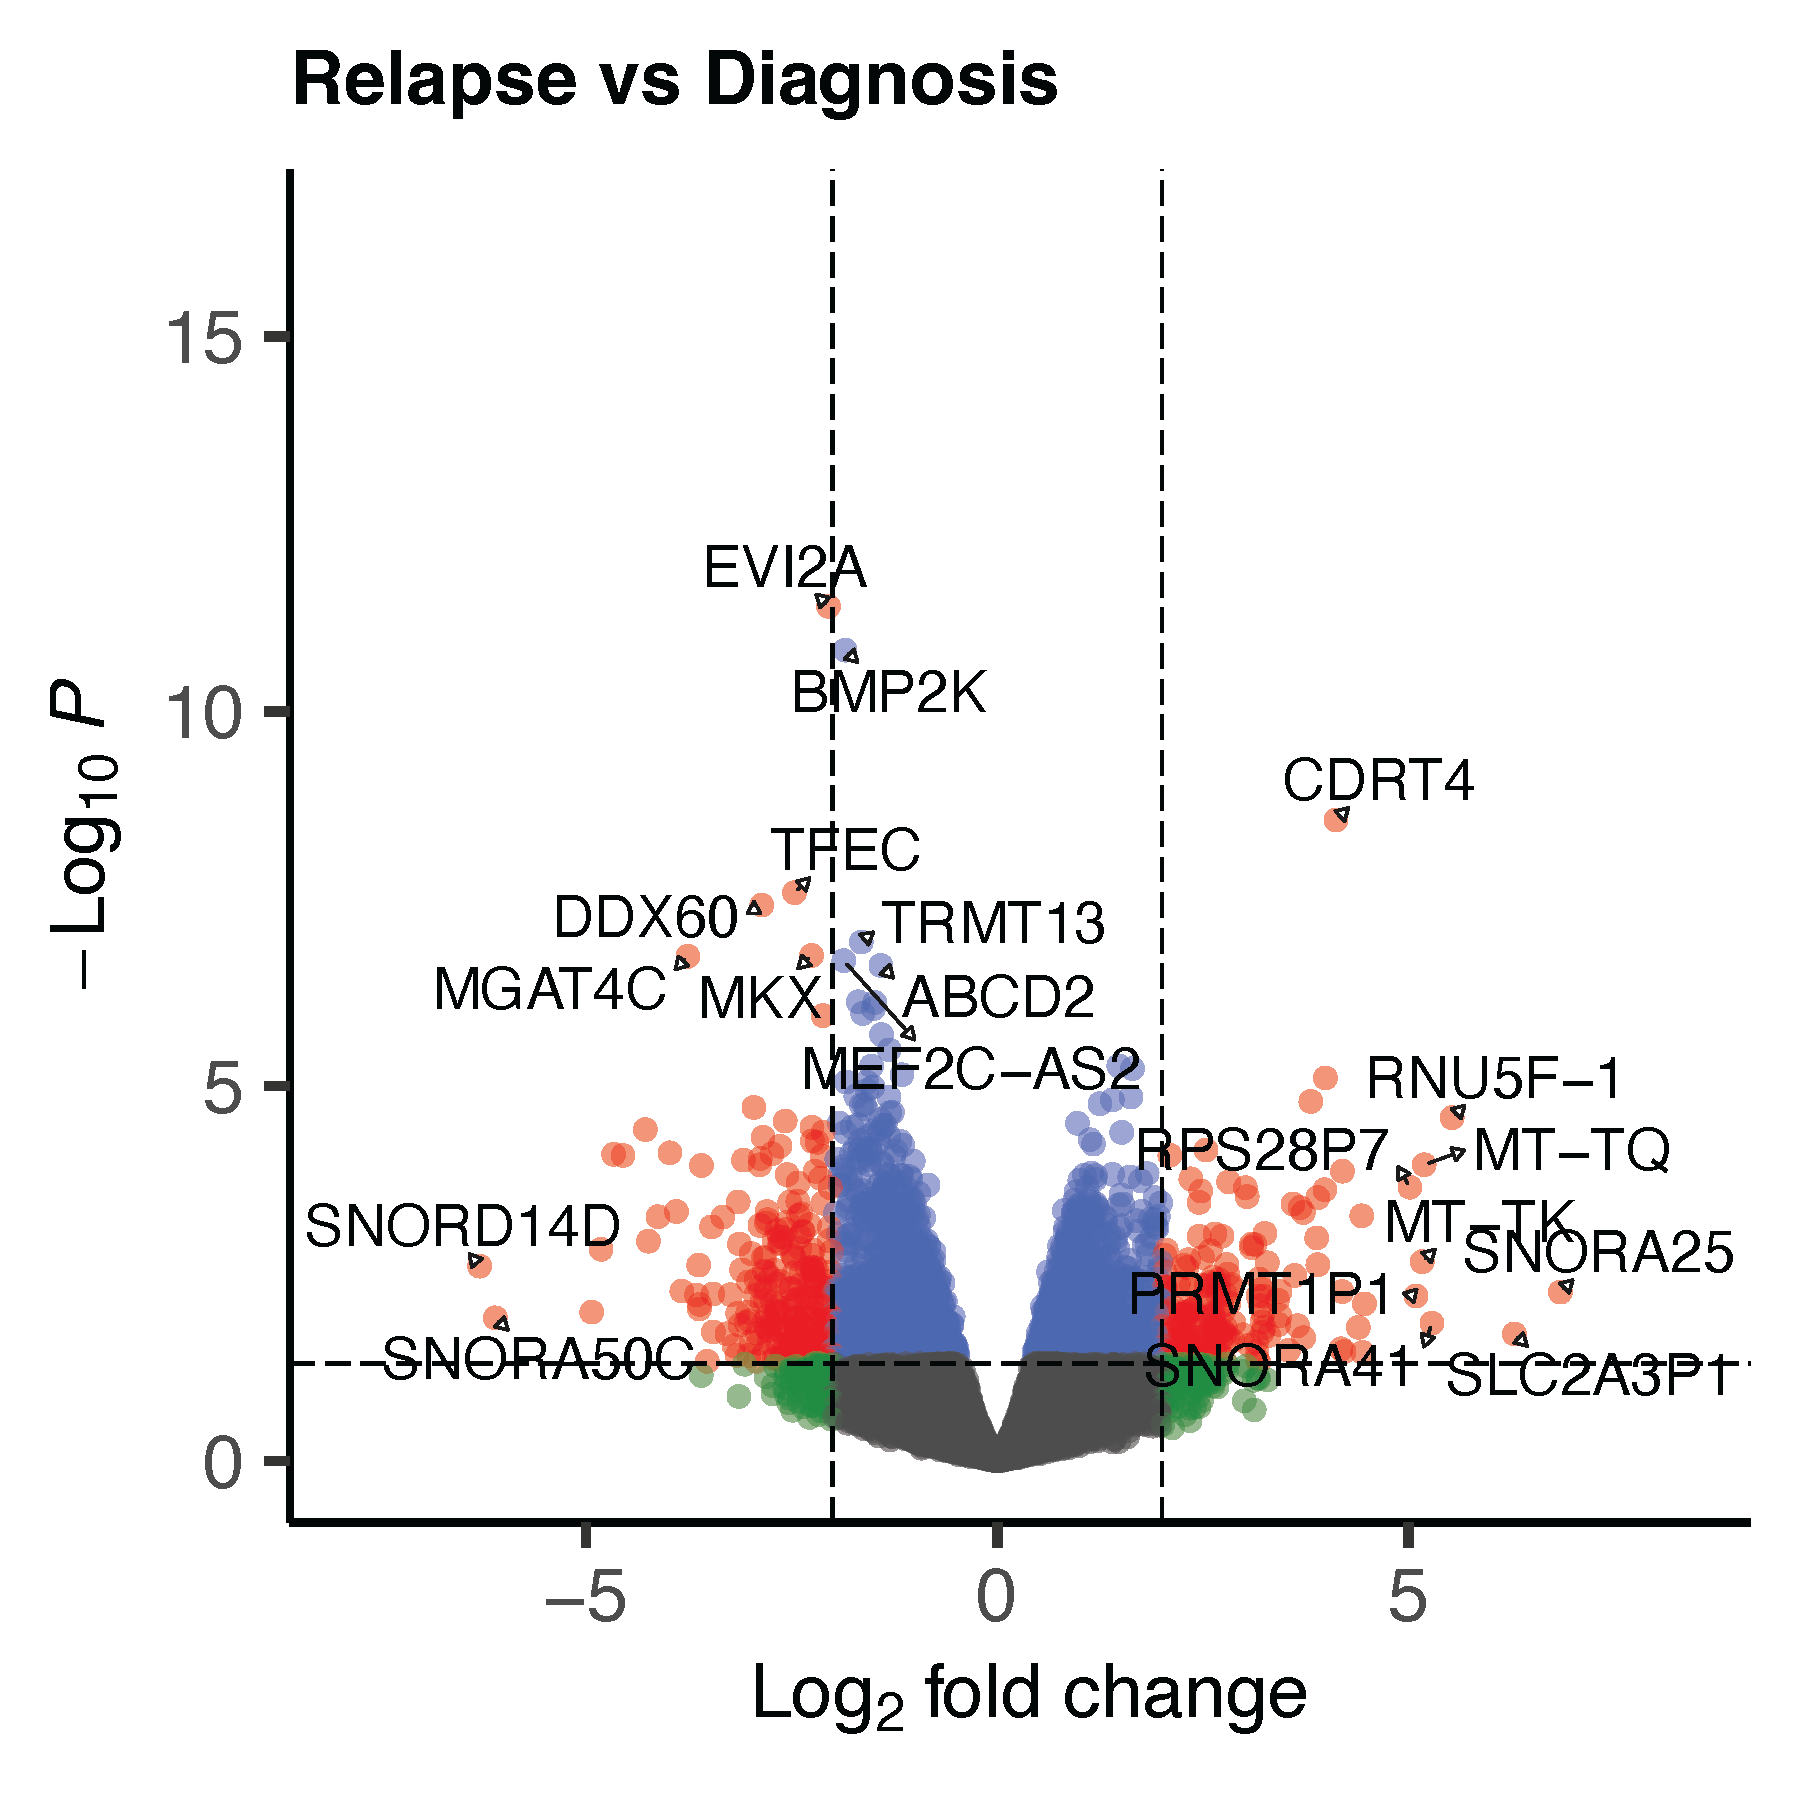 Relapse vs Diagnosis
15
EVI2A
BMP2K
10
CDRT4
TFEC
DDX60
TRMT13
MGAT4C
MKX
ABCD2
MEF2C−AS2
5
RNU5F−1
RPS28P7
MT−TQ
SNORD14D
MT−TK
SNORA25
PRMT1P1
SNORA50C
SNORA41
SLC2A3P1
0
−Log10 P
−5
0
5
Log2 fold change